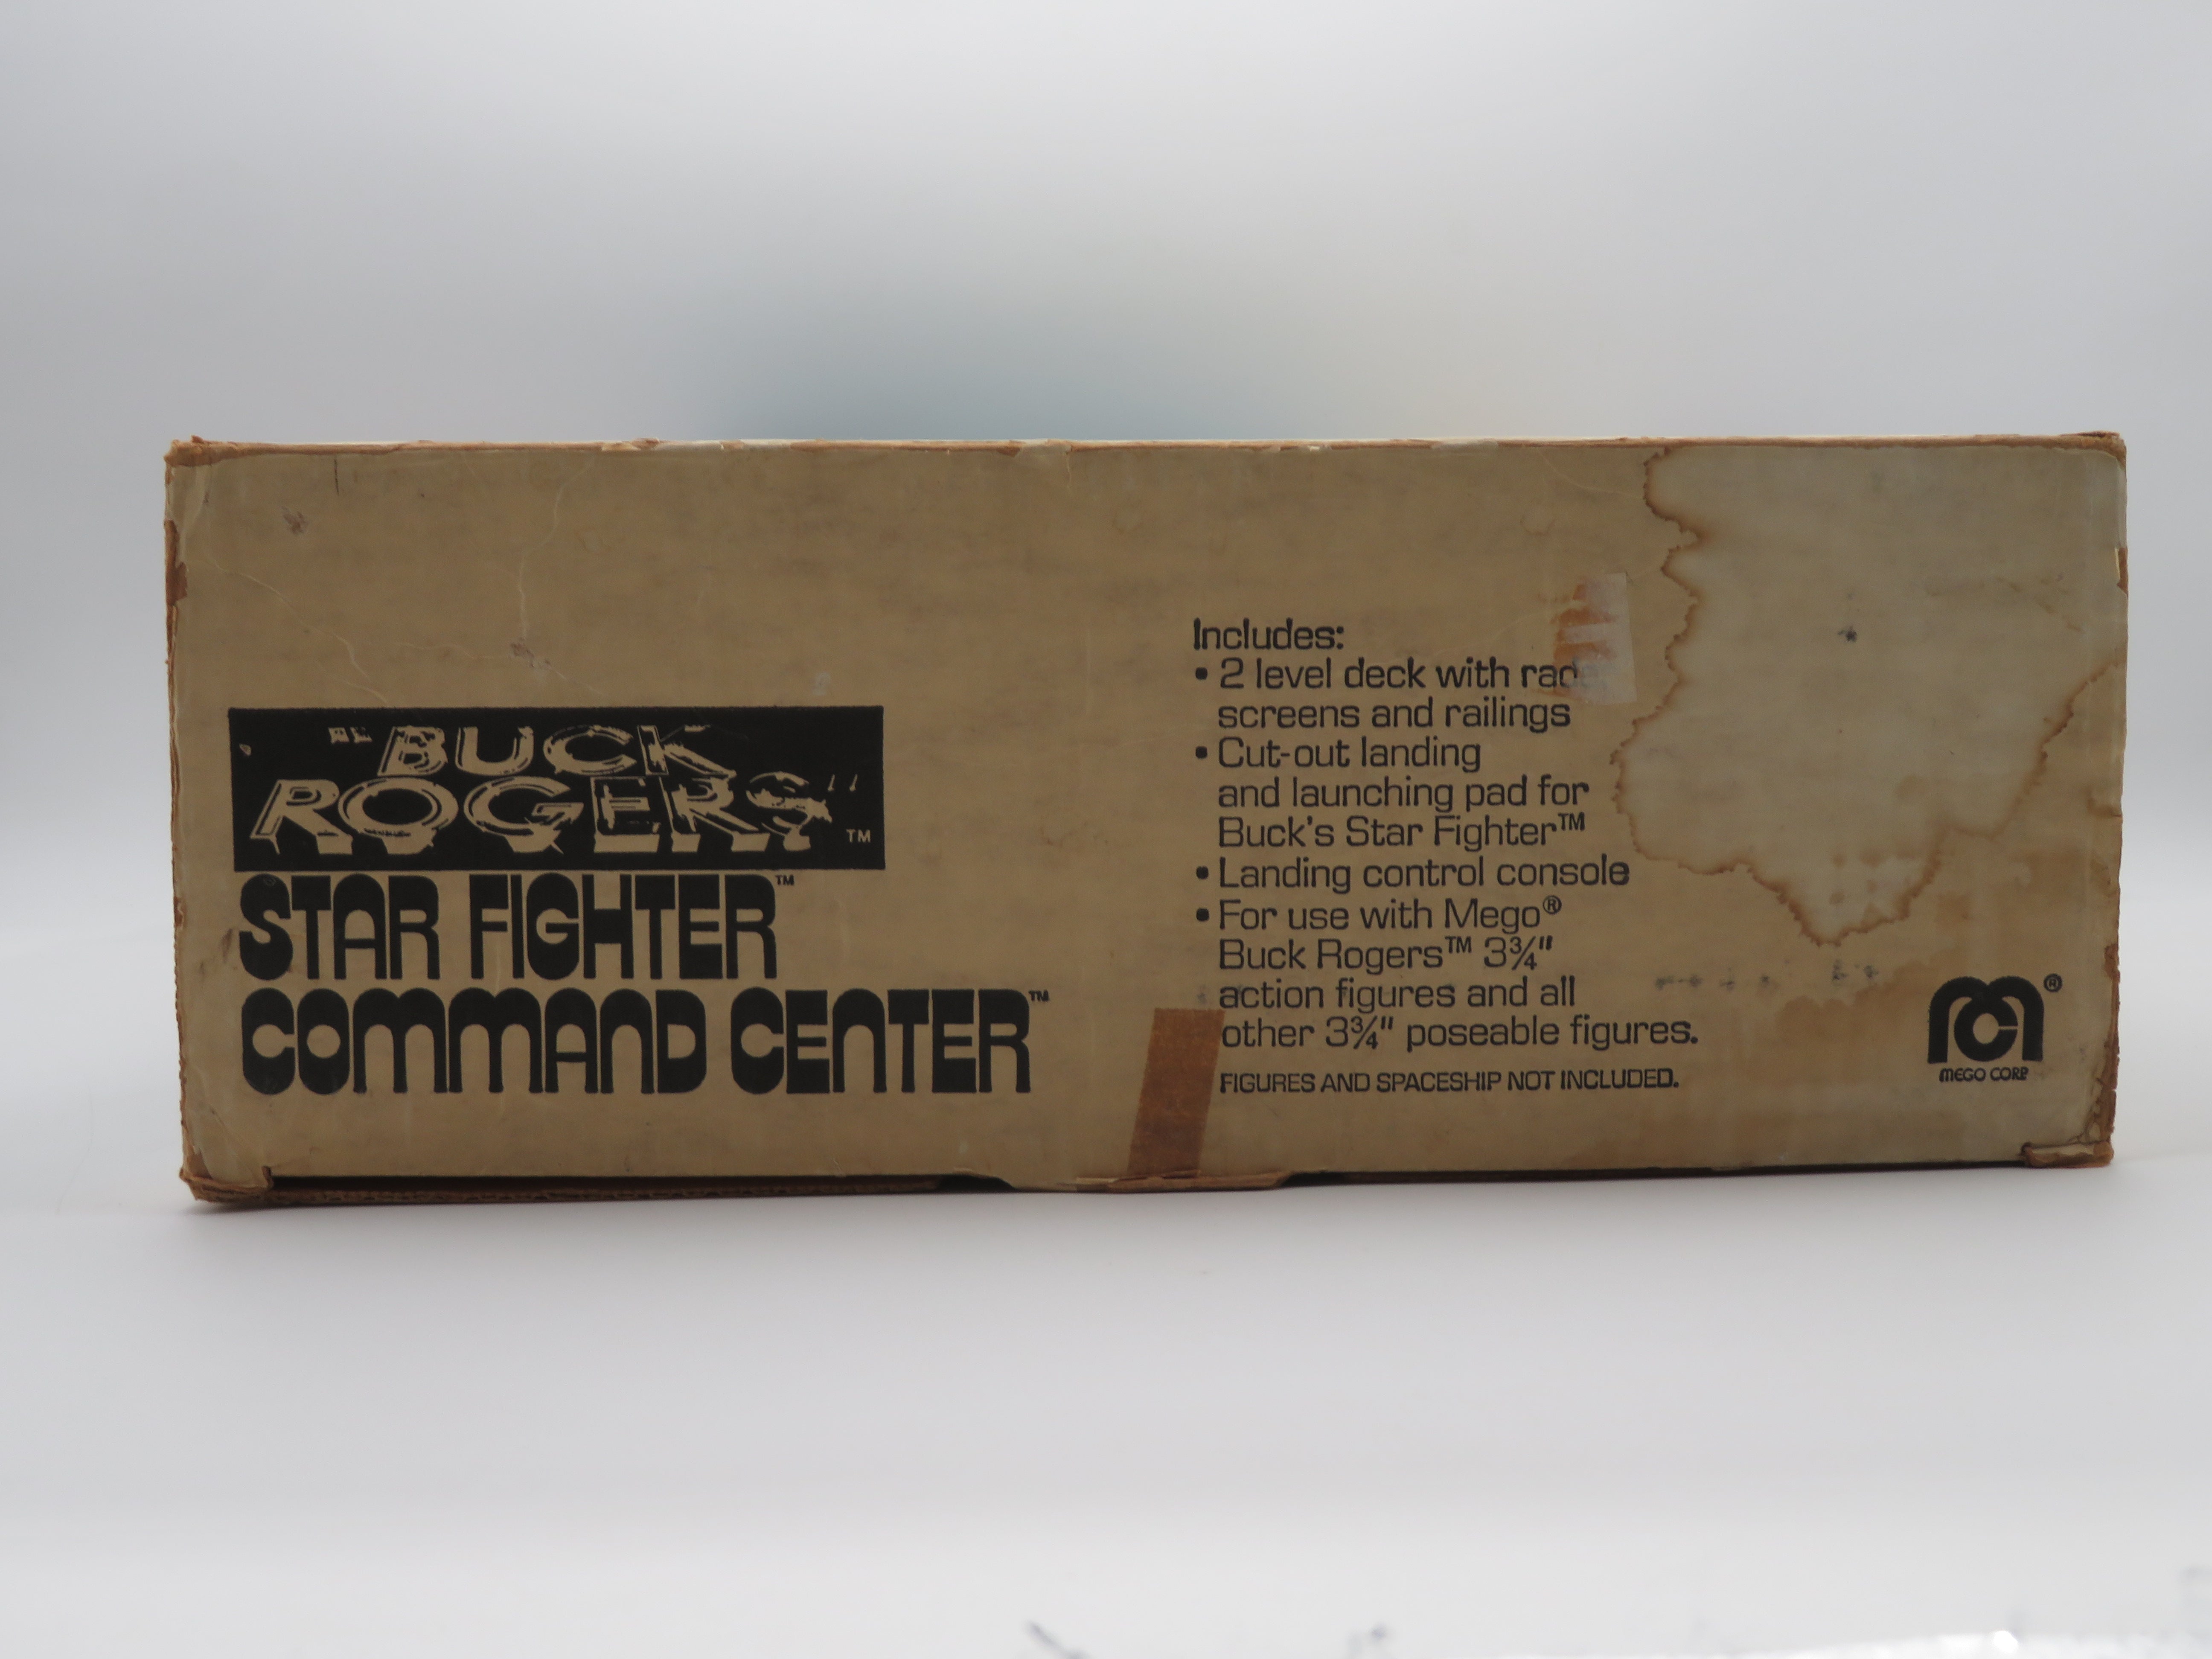 "BUCK
ROGERS"™
STAR FIGHTER™
COMMAND CENTER™
Includes:
• 2 level deck with
screens and railings
• Cut-out landing
and launching pad for
Buck's Star Fighter™
• Landing control console
• For use with Mego®
Buck Rogers™ 3¾"
action figures and all
other 3¾" poseable figures.
FIGURES AND SPACESHIP NOT INCLUDED.
®
MEGO CORP